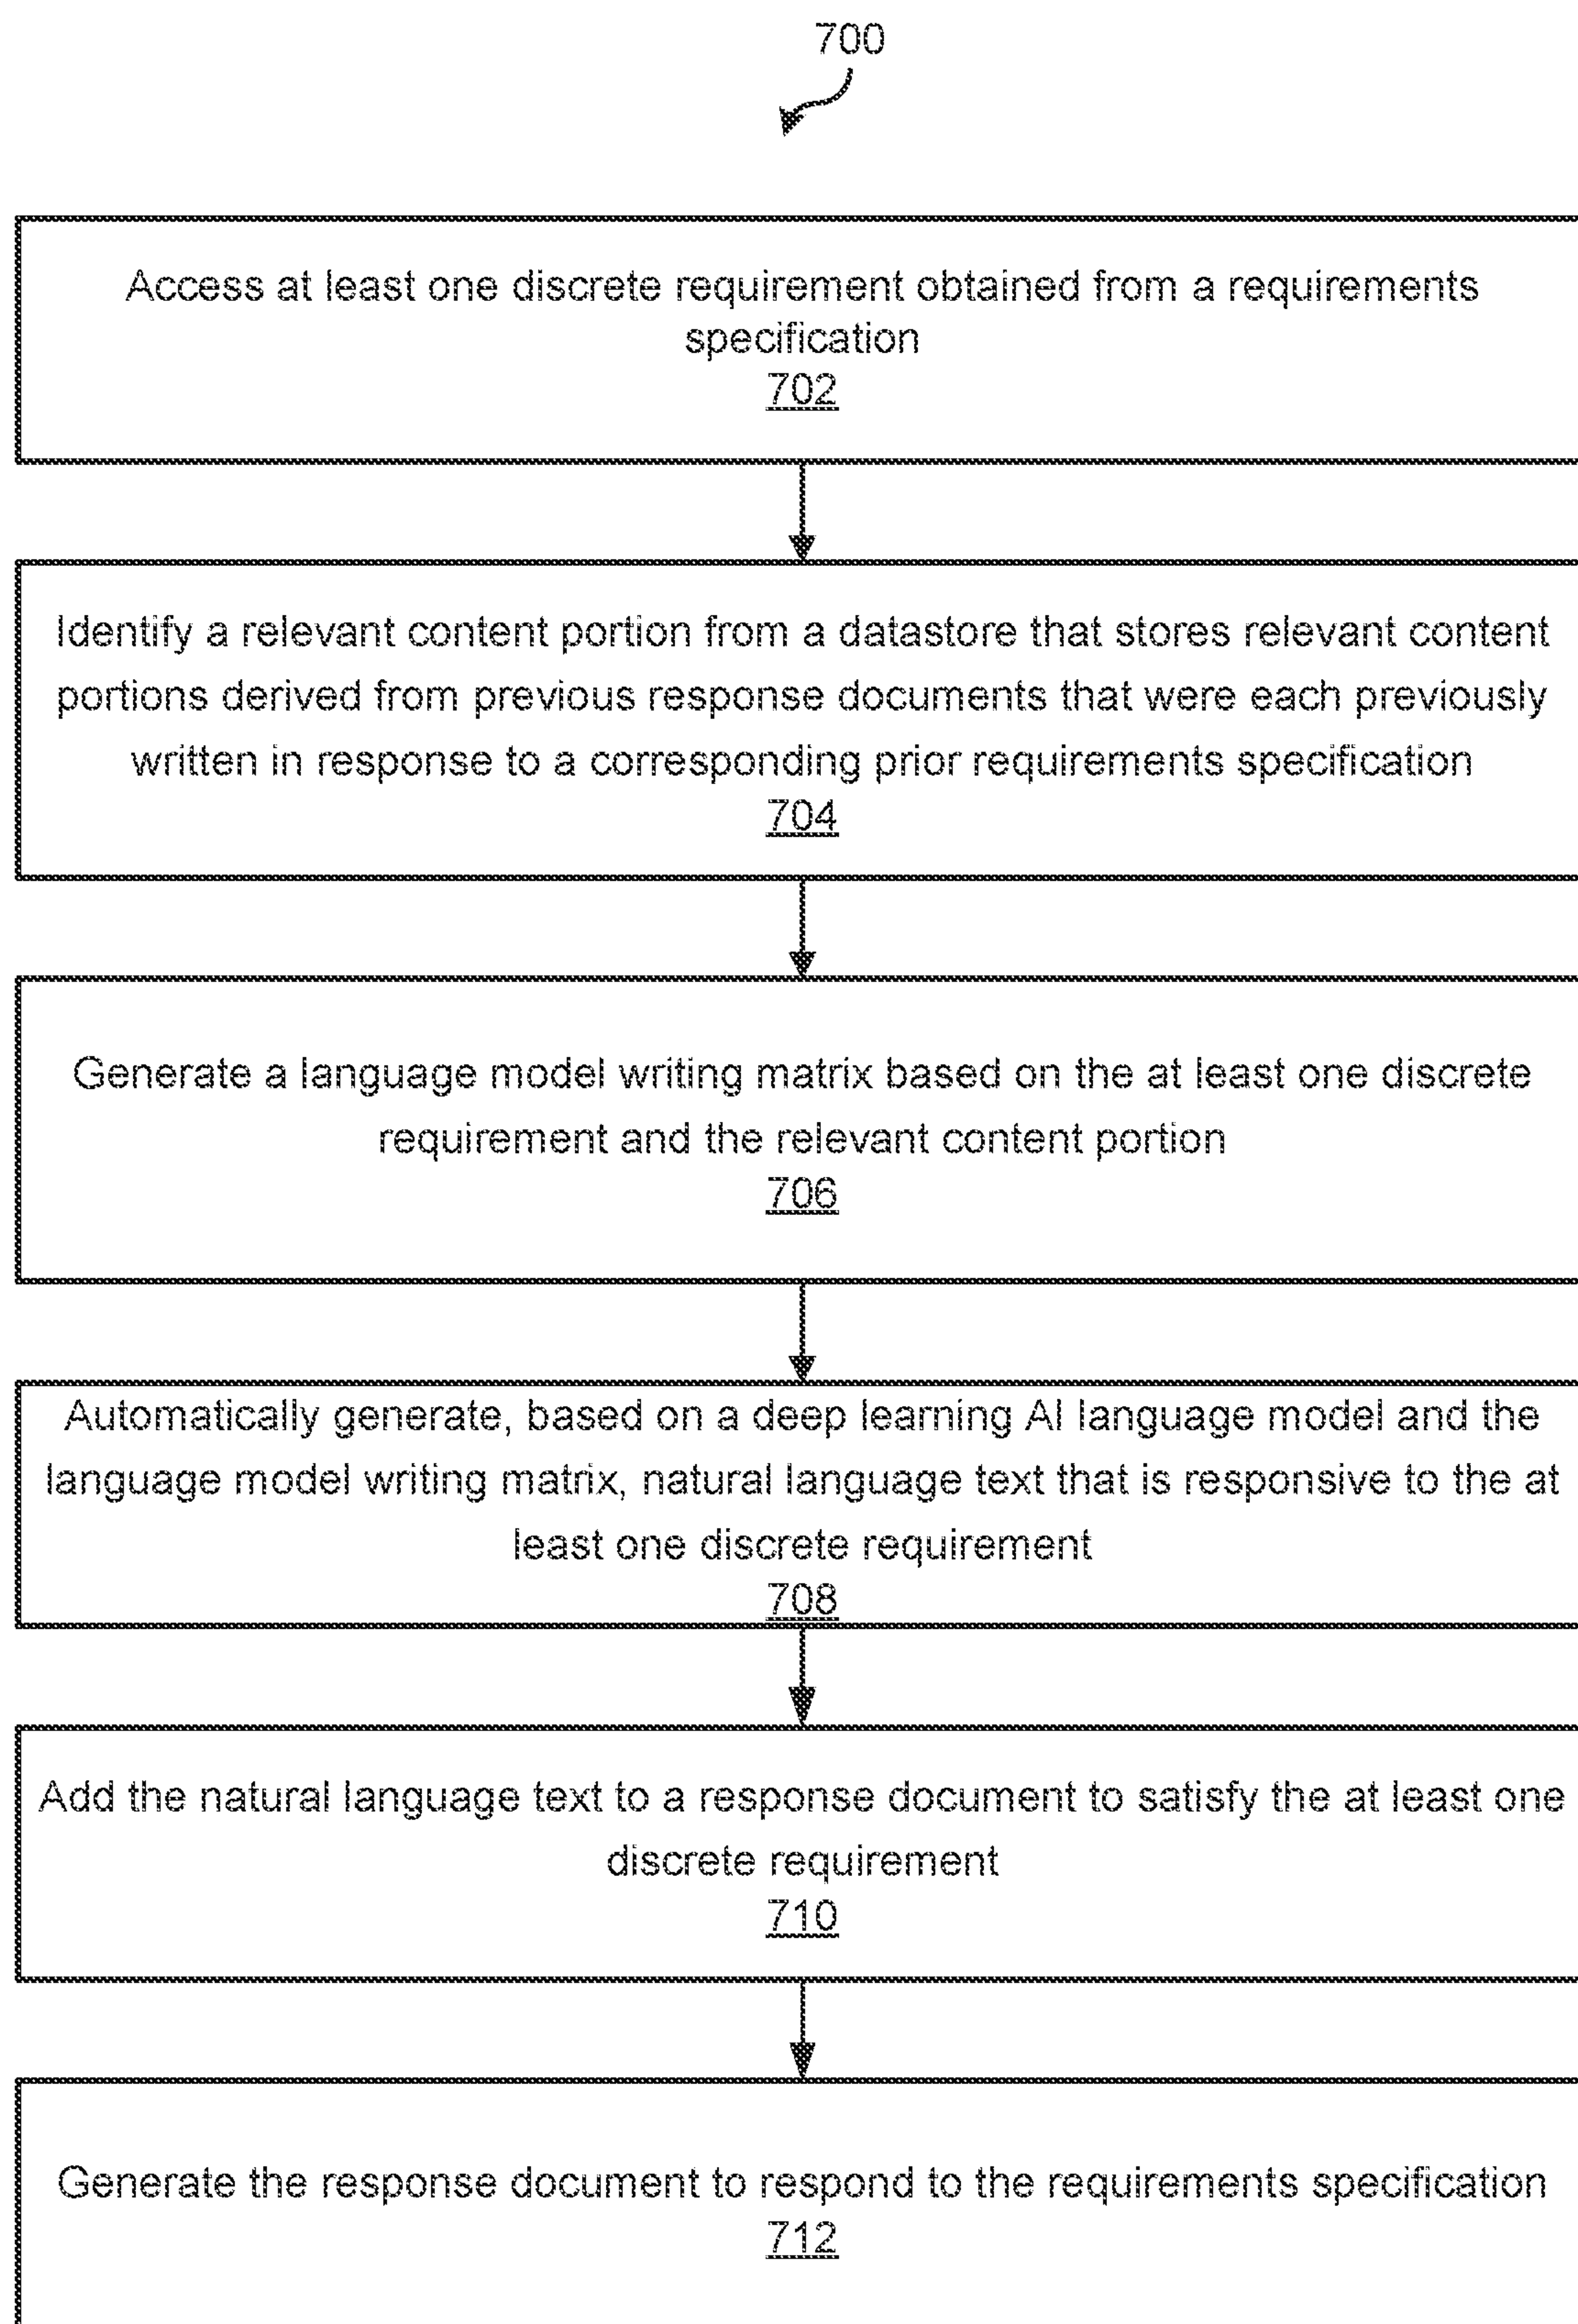 700
Access at least one discrete requirement obtained from a requirements
specification
702
Identify a relevant content portion from a datastore that stores relevant content
portions derived from previous response documents that were each previously
written in response to a corresponding prior requirements specification
704
Generate a language model writing matrix based on the at least one discrete
requirement and the relevant content portion
706
Automatically generate, based on a deep learning AI language model and the
language model writing matrix, natural language text that is responsive to the at
least one discrete requirement
708
Add the natural language text to a response document to satisfy the at least one
discrete requirement
710
Generate the response document to respond to the requirements specification
712